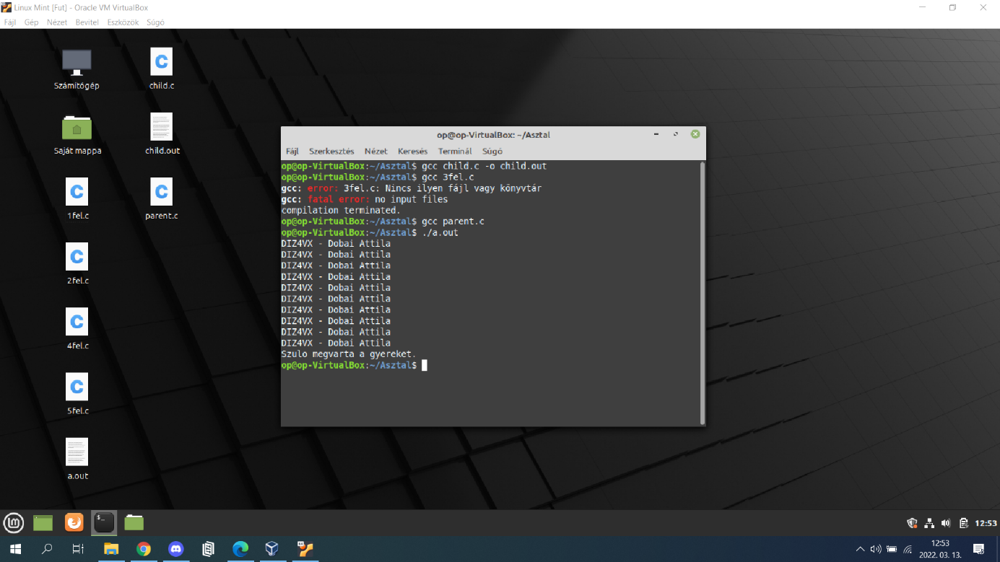 Linux Mint [Fut] - Oracle VM VirtualBox
Fájl Gép Nézet Bevitel Eszközök Súgó
Számítógép
child.c
Saját mappa
child.out
1fel.c
parent.c
2fel.c
4fel.c
5fel.c
a.out
op@op-VirtualBox: ~/Asztal
Fájl Szerkesztés Nézet Keresés Terminál Súgó
op@op-VirtualBox:~/Asztal$ gcc child.c -o child.out
op@op-VirtualBox:~/Asztal$ gcc 3fel.c
gcc: error: 3fel.c: Nincs ilyen fájl vagy könyvtár
gcc: fatal error: no input files
compilation terminated.
op@op-VirtualBox:~/Asztal$ gcc parent.c
op@op-VirtualBox:~/Asztal$ ./a.out
DIZ4VX - Dobai Attila
DIZ4VX - Dobai Attila
DIZ4VX - Dobai Attila
DIZ4VX - Dobai Attila
DIZ4VX - Dobai Attila
DIZ4VX - Dobai Attila
DIZ4VX - Dobai Attila
DIZ4VX - Dobai Attila
DIZ4VX - Dobai Attila
DIZ4VX - Dobai Attila
Szulo megvarta a gyereket.
op@op-VirtualBox:~/Asztal$
12:53
12:53
2022. 03. 13.